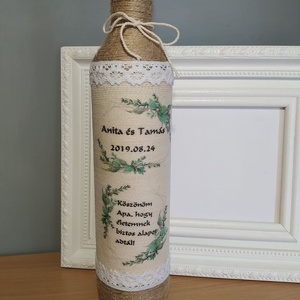 Anita és Tamás
2019.08.24
Köszönöm
Apa, hogy
életemnek
biztos alapot
adtál!